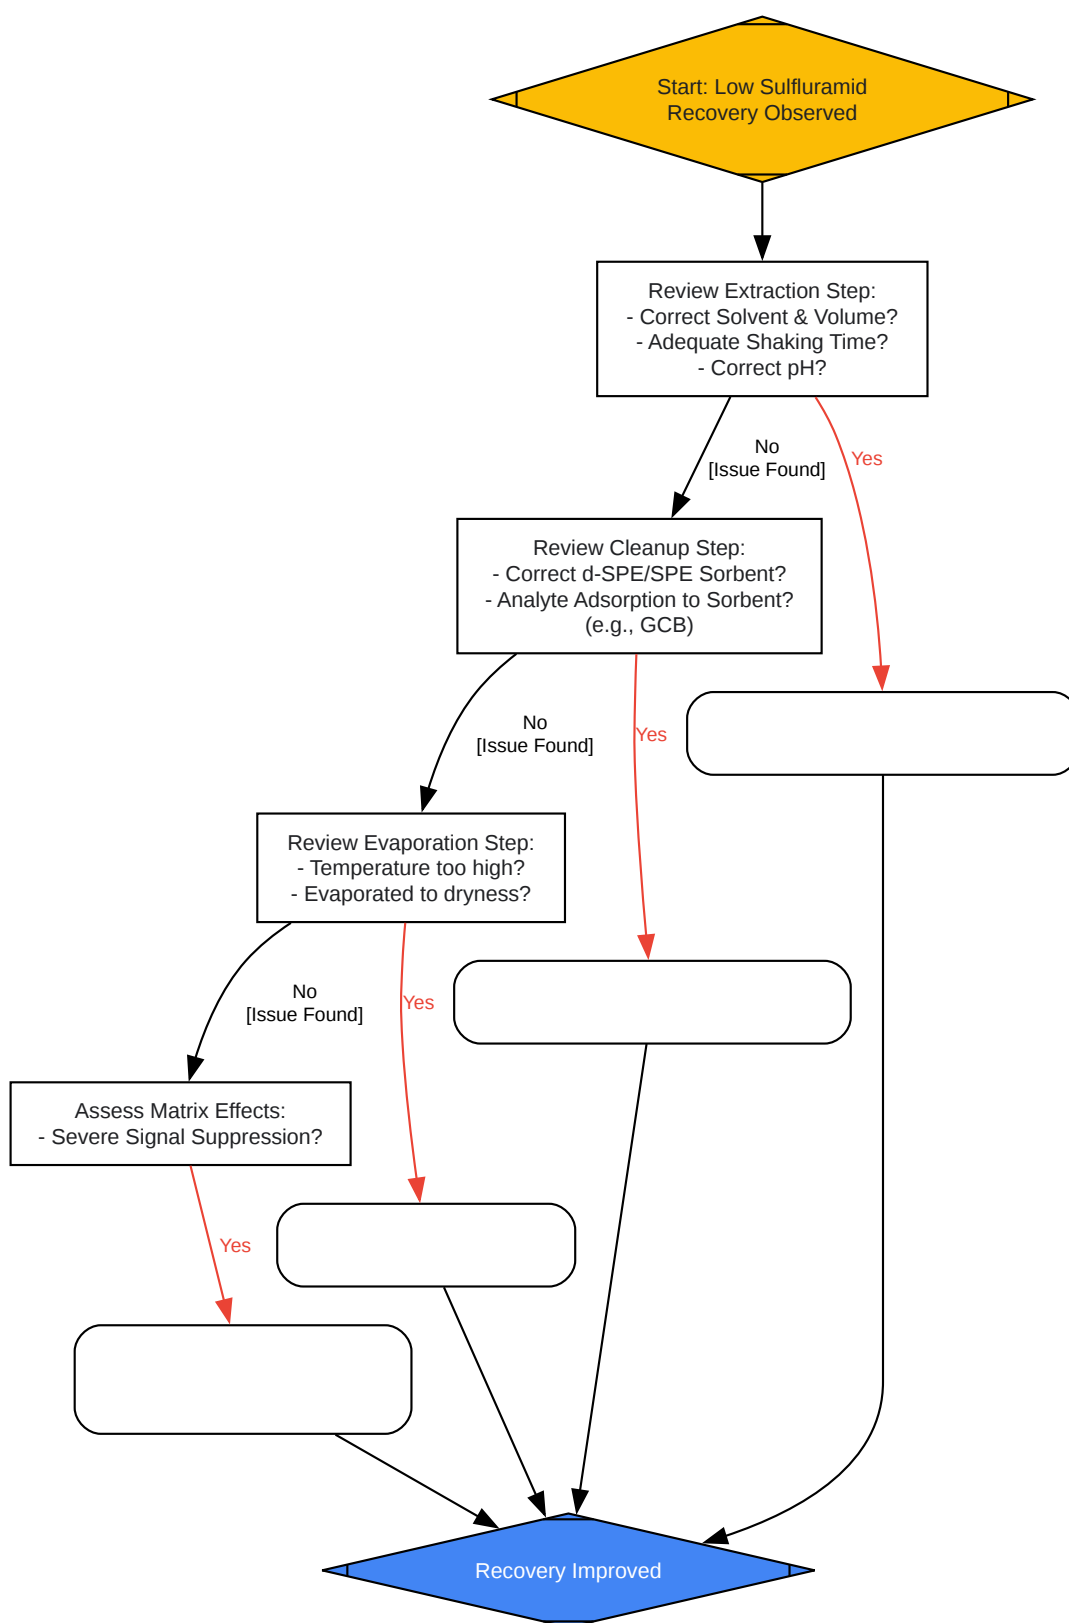 Start: Low Sulfluramid
Recovery Observed
Review Extraction Step:
- Correct Solvent & Volume?
- Adequate Shaking Time?
- Correct pH?
No
[Issue Found]
Yes
Review Cleanup Step:
- Correct d-SPE/SPE Sorbent?
- Analyte Adsorption to Sorbent?
(e.g., GCB)
No
[Issue Found]
Yes
Review Evaporation Step:
- Temperature too high?
- Evaporated to dryness?
No
[Issue Found]
Yes
Assess Matrix Effects:
- Severe Signal Suppression?
Yes
Recovery Improved